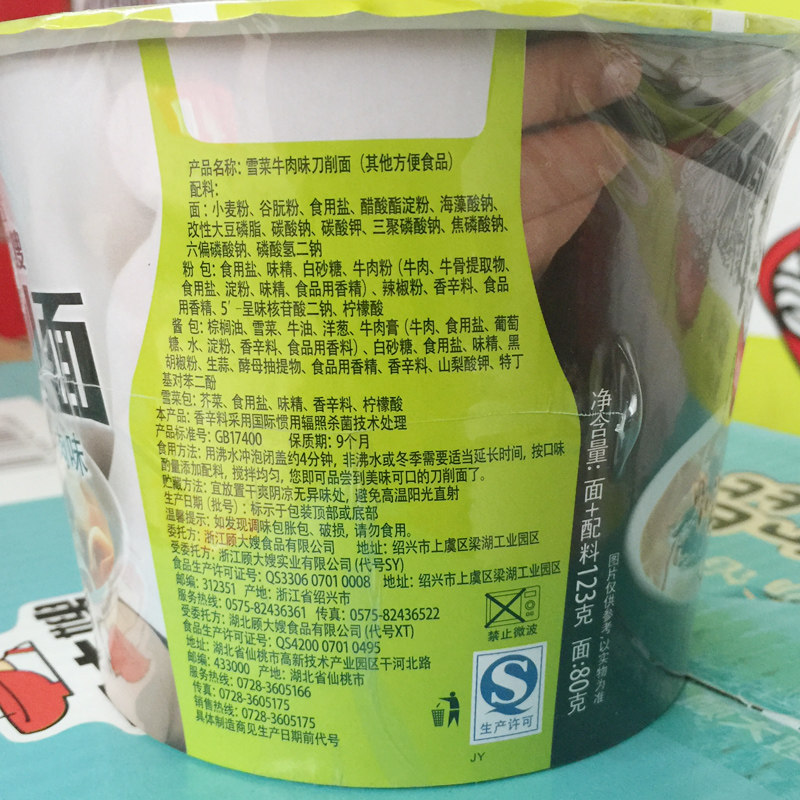 产品名称：雪菜牛肉味刀削面（其他方便食品）
配料：
面：小麦粉、谷朊粉、食用盐、醋酸酯淀粉、海藻酸钠、
改性大豆磷脂、碳酸钠、碳酸钾、三聚磷酸钠、焦磷酸钠、
六偏磷酸钠、磷酸氢二钠
粉 包：食用盐、味精、白砂糖、牛肉粉（牛肉、牛骨提取物、
食用盐、淀粉、味精、食品用香精）、辣椒粉、香辛料、食品
用香精、5′-呈味核苷酸二钠、柠檬酸
酱 包：棕榈油、雪菜、牛油、洋葱、牛肉膏（牛肉、食用盐、葡萄
糖、水、淀粉、香辛料、食品用香料）、白砂糖、食用盐、味精、黑
胡椒粉、生蒜、酵母抽提物、食品用香精、香辛料、山梨酸钾、特丁
基对苯二酚
雪菜包：芥菜、食用盐、味精、香辛料、柠檬酸
本产品：香辛料采用国际惯用辐照杀菌技术处理
产品标准号：GB17400 保质期：9个月
食用方法：用沸水冲泡闭盖约4分钟，非沸水或冬季需要适当延长时间，按口味
酌量添加配料，搅拌均匀，您即可品尝到美味可口的刀削面了。
贮藏方法：宜放置干爽阴凉无异味处，避免高温阳光直射
生产日期（批号）：标示于包装顶部或底部
温馨提示：如发现调味包胀包、破损，请勿食用。
委托方：浙江顾大嫂食品有限公司 地址：绍兴市上虞区梁湖工业园区
受委托方：浙江顾大嫂实业有限公司（代号SY）
食品生产许可证号：QS3306 0701 0008 地址：绍兴市上虞区梁湖工业园区
邮编：312351 产地：浙江省绍兴市
服务热线：0575-82436361 传真：0575-82436522
受委托方：湖北顾大嫂食品有限公司（代号XT）
食品生产许可证号：QS4200 0701 0495
地址：湖北省仙桃市高新技术产业园区干河北路
邮编：433000 产地：湖北省仙桃市
服务热线：0728-3605166
传真：0728-3605175
销售热线：0728-3605175
具体制造商见生产日期前代号
禁止微波
生产许可
JY
净含量：面+配料123克 面：80克
图片仅供参考，以实物为准
面
味